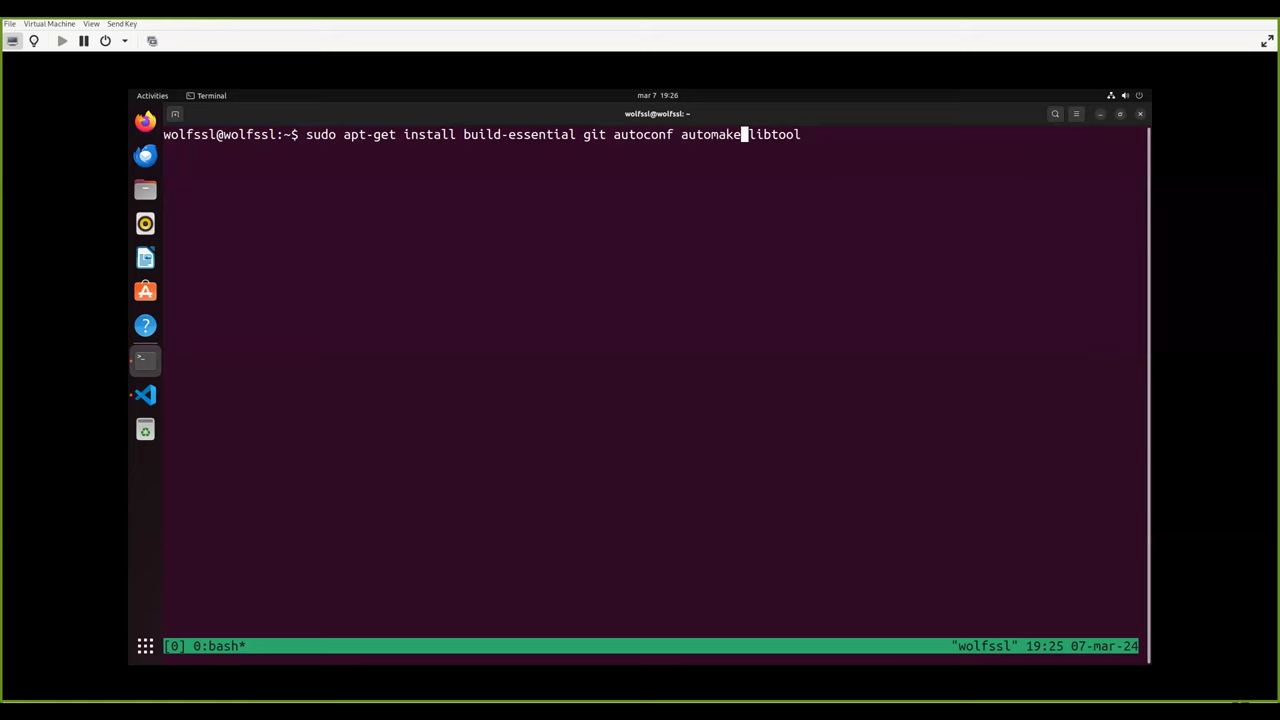 File Virtual Machine View Send Key
Activities Terminal mar 7 19:26
wolfssl@wolfssl: ~
wolfssl@wolfssl:~$ sudo apt-get install build-essential git autoconf automake libtool
[0] 0:bash* "wolfssl" 19:25 07-mar-24